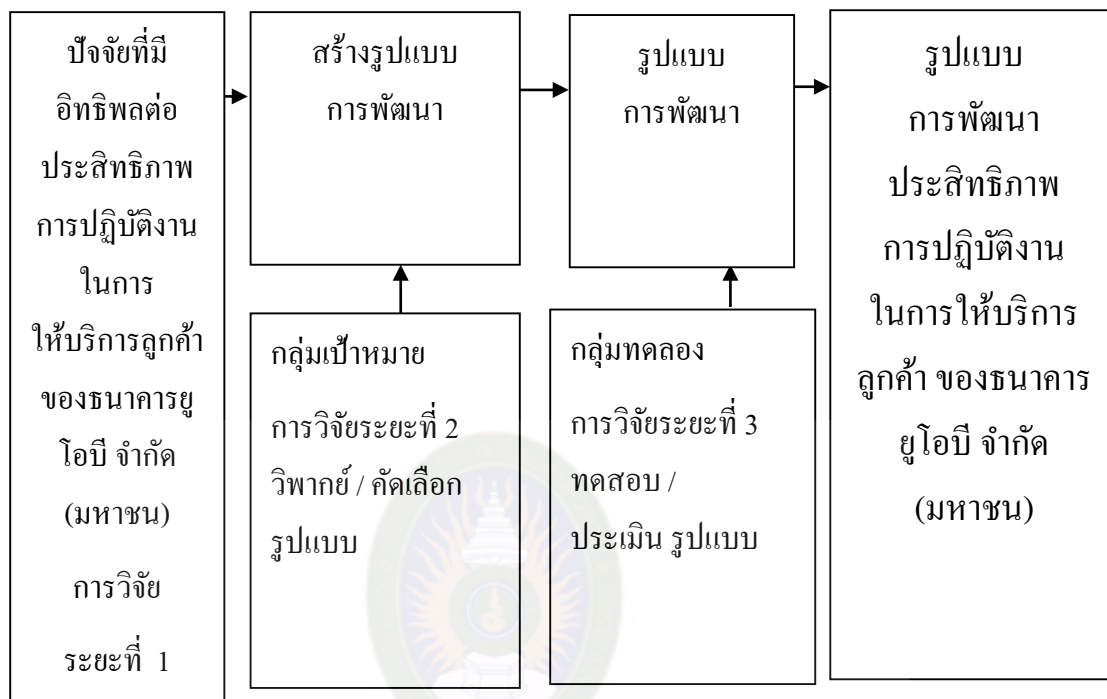 ปัจจัยที่มี
อิทธิพลต่อ
ประสิทธิภาพ
การปฏิบัติงาน
ในการ
ให้บริการลูกค้า
ของธนาคารยู
โอบี จำกัด
(มหาชน)
การวิจัย
ระยะที่ 1
สร้างรูปแบบ
การพัฒนา
กลุ่มเป้าหมาย
การวิจัยระยะที่ 2
วิพากย์ / คัดเลือก
รูปแบบ
รูปแบบ
การพัฒนา
กลุ่มทดลอง
การวิจัยระยะที่ 3
ทดสอบ /
ประเมิน รูปแบบ
รูปแบบ
การพัฒนา
ประสิทธิภาพ
การปฏิบัติงาน
ในการให้บริการ
ลูกค้า ของธนาคาร
ยูโอบี จำกัด
(มหาชน)